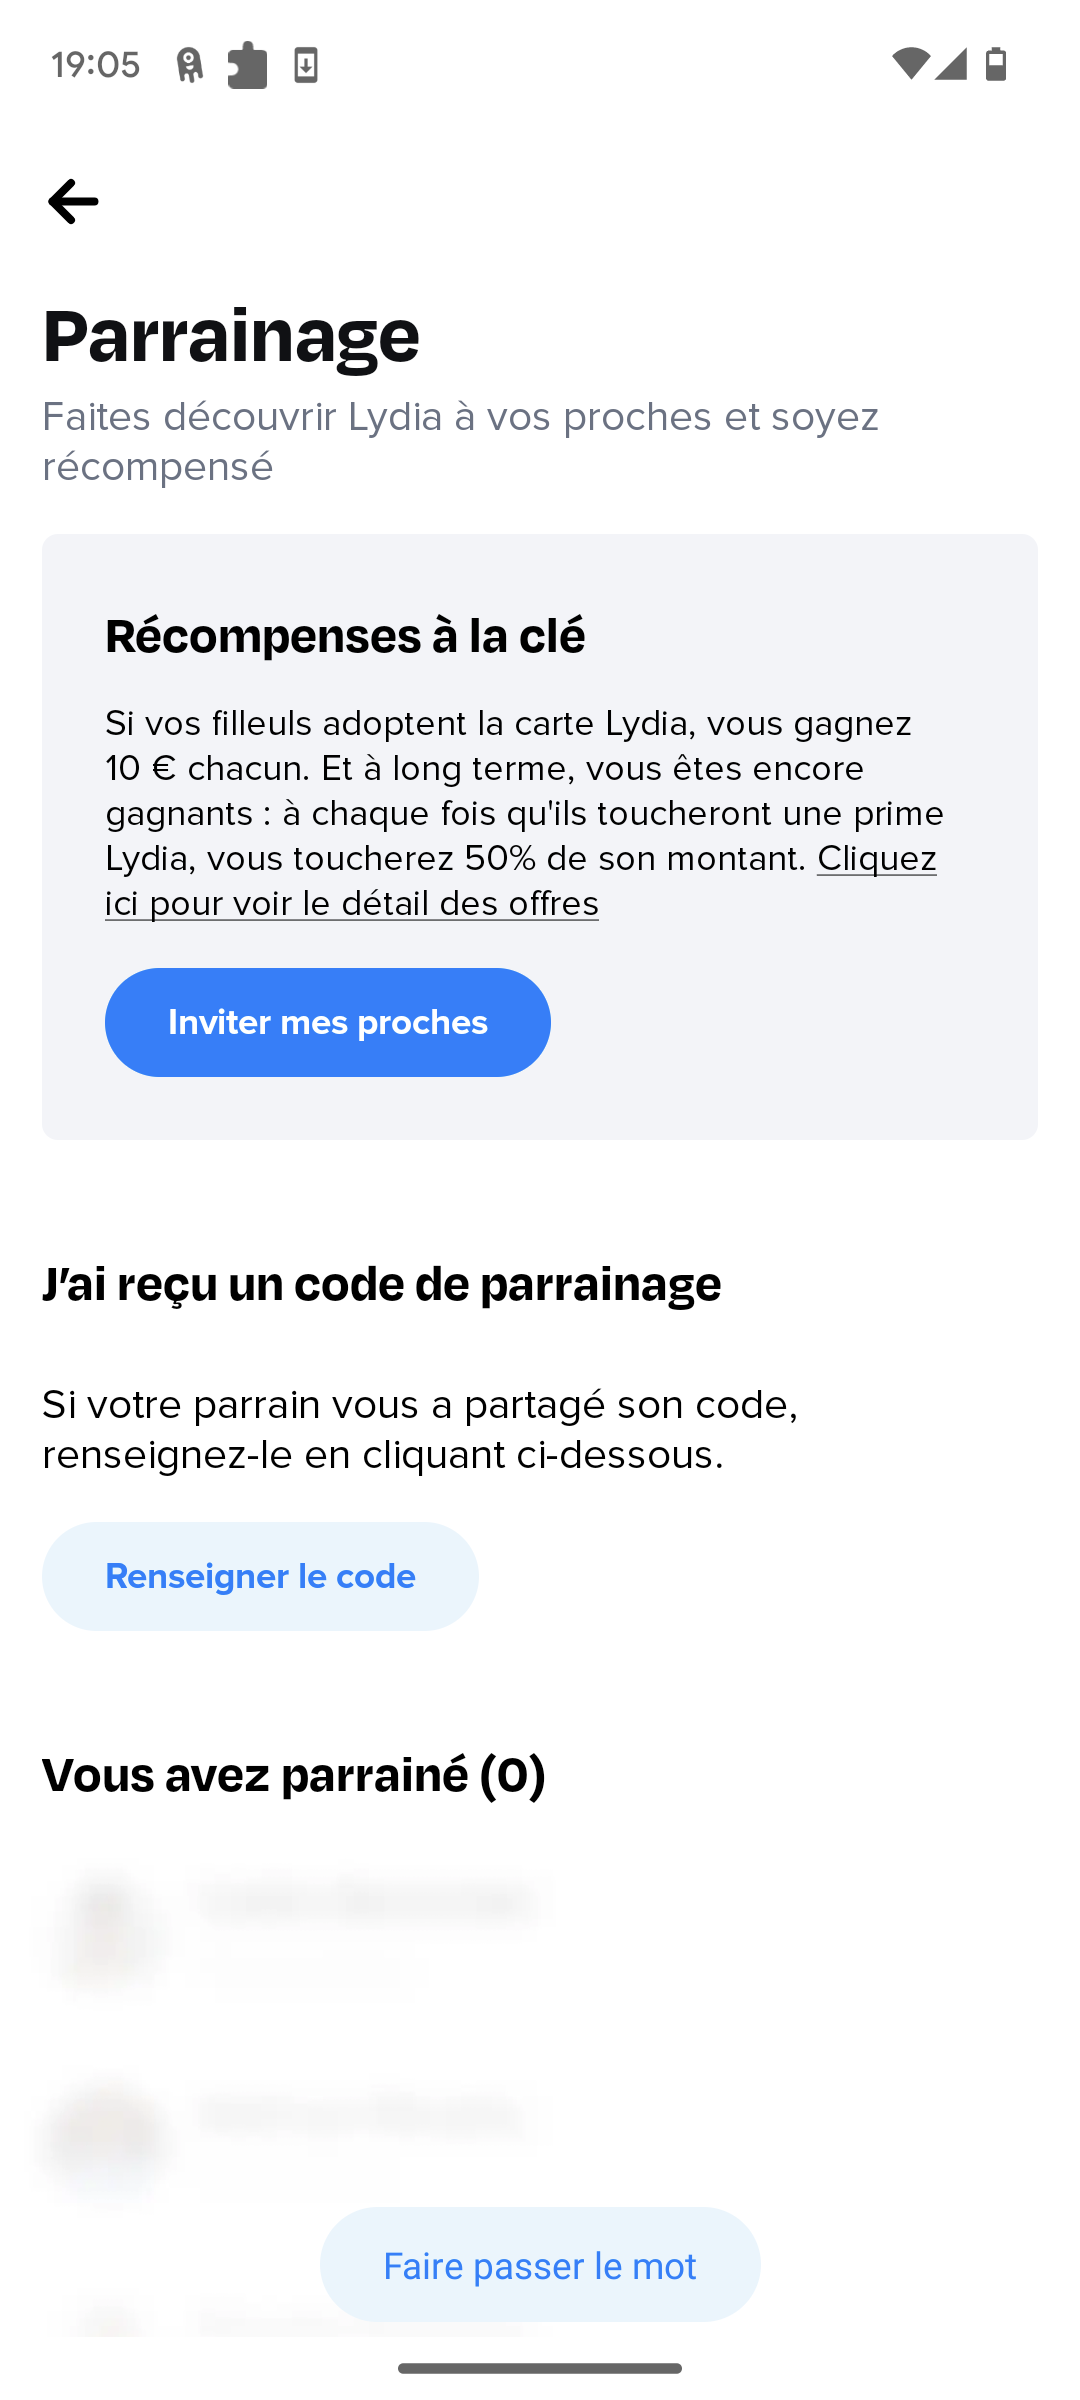 19:05
Parrainage
Faites découvrir Lydia à vos proches et soyez
récompensé
Récompenses à la clé
Si vos filleuls adoptent la carte Lydia, vous gagnez
10 € chacun. Et à long terme, vous êtes encore
gagnants : à chaque fois qu'ils toucheront une prime
Lydia, vous toucherez 50% de son montant. Cliquez
ici pour voir le détail des offres
Inviter mes proches
J’ai reçu un code de parrainage
Si votre parrain vous a partagé son code,
renseignez-le en cliquant ci-dessous.
Renseigner le code
Vous avez parrainé (0)
Faire passer le mot